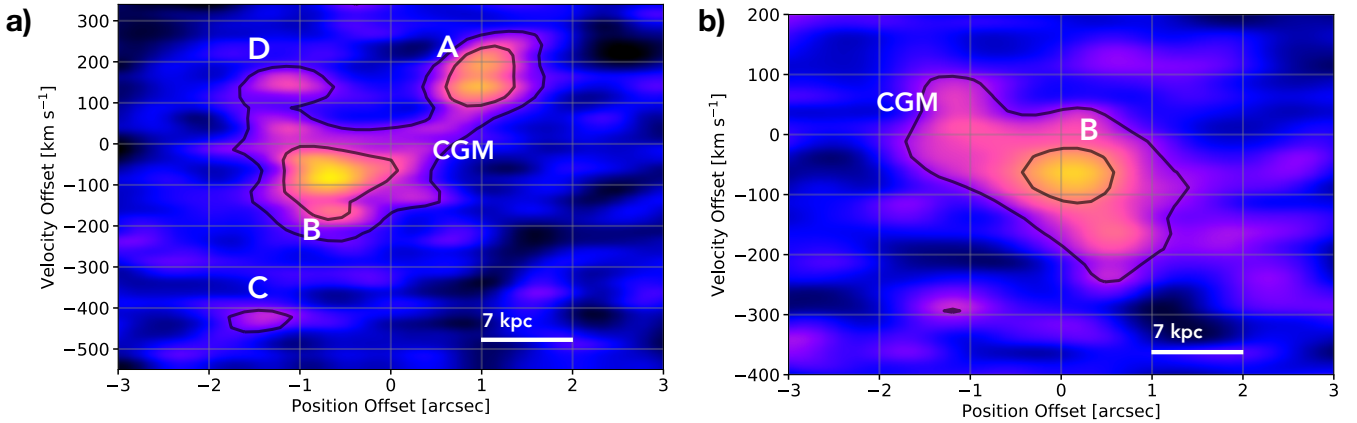 a)
Velocity Offset [km s⁻¹]
300
200
100
0
−100
−200
−300
−400
−500
D
A
CGM
B
C
7 kpc
−3 −2 −1 0 1 2 3
Position Offset [arcsec]
b)
Velocity Offset [km s⁻¹]
200
100
0
−100
−200
−300
−400
CGM
B
7 kpc
−3 −2 −1 0 1 2 3
Position Offset [arcsec]